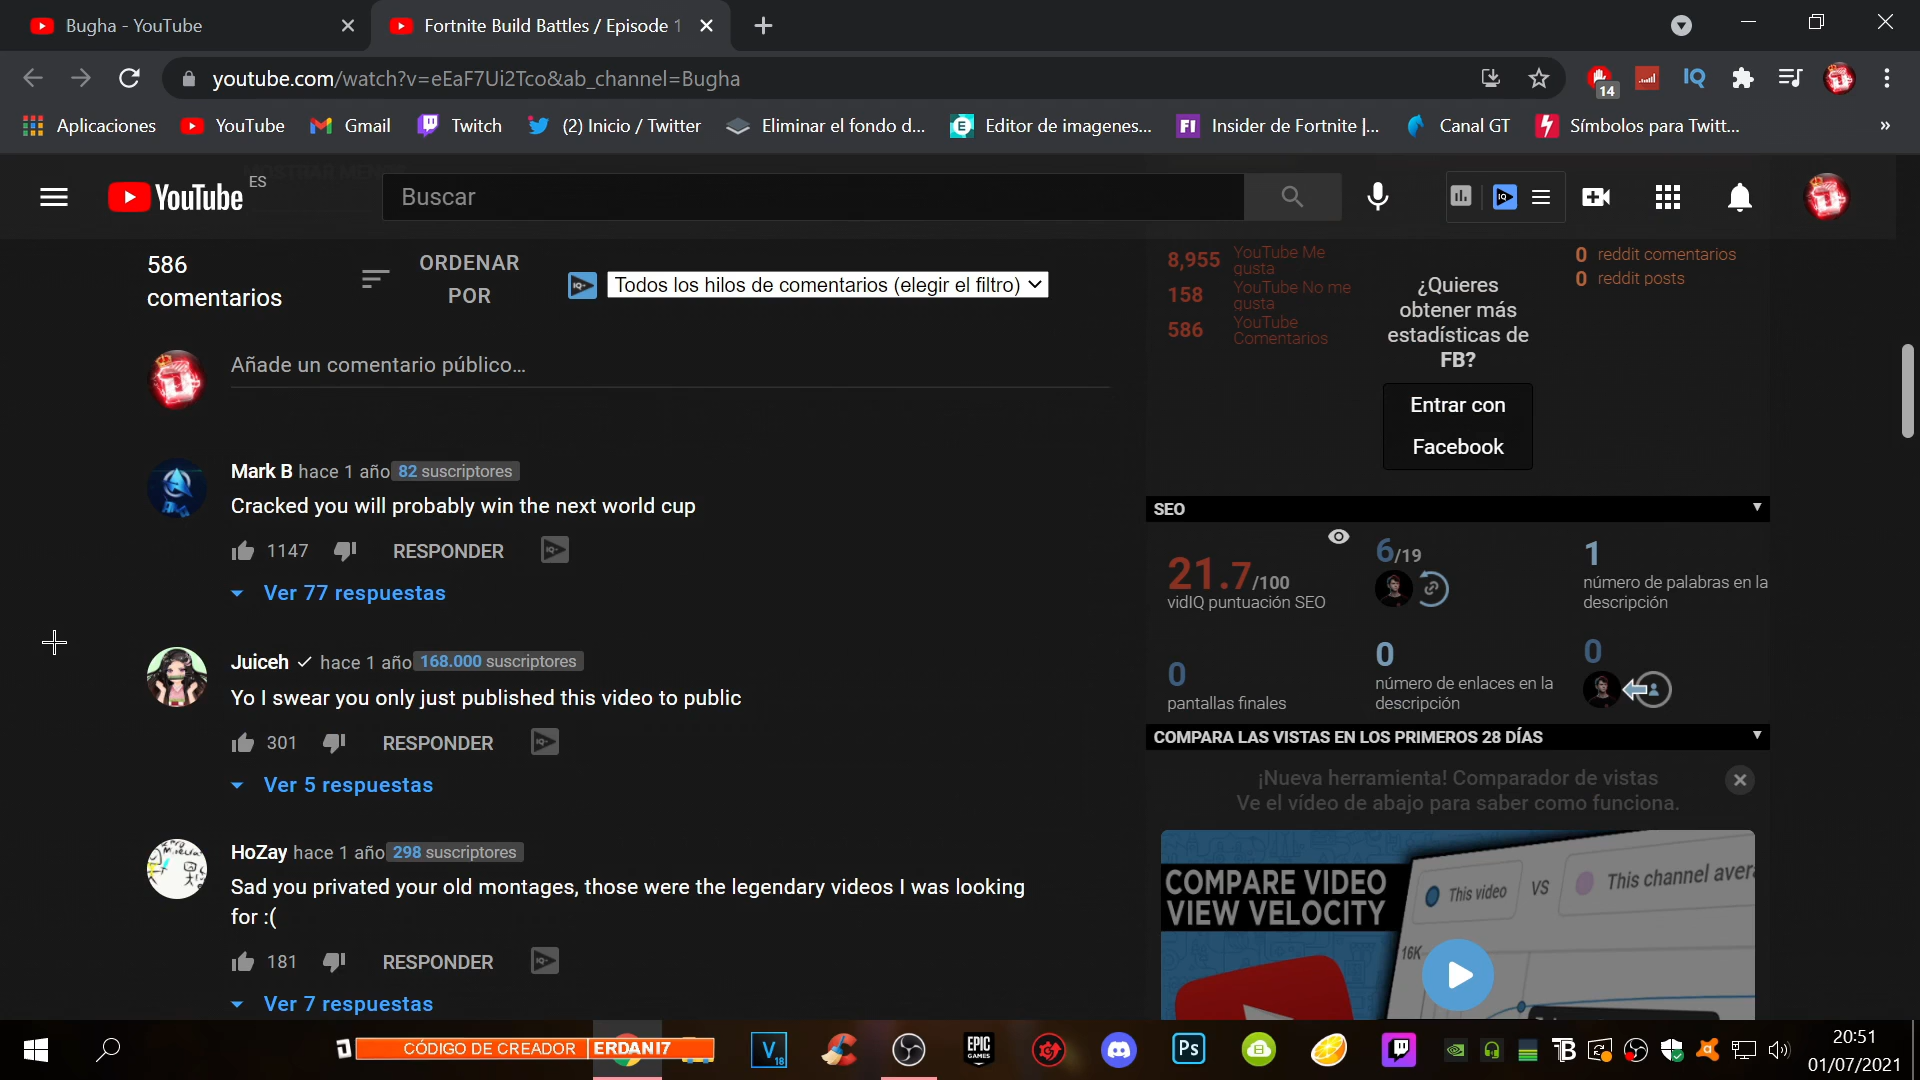 Bugha - YouTube
Fortnite Build Battles / Episode 1
youtube.com/watch?v=eEaF7Ui2Tco&ab_channel=Bugha
14
IQ
Aplicaciones
YouTube
Gmail
Twitch
(2) Inicio / Twitter
Eliminar el fondo d...
Editor de imagenes...
FI
Insider de Fortnite |...
Canal GT
Símbolos para Twitt...
»
YouTube
ES
Buscar
586
comentarios
ORDENAR
POR
Todos los hilos de comentarios (elegir el filtro)
Añade un comentario público...
Mark B hace 1 año 82 suscriptores
Cracked you will probably win the next world cup
1147
RESPONDER
Ver 77 respuestas
Juiceh hace 1 año 168.000 suscriptores
Yo I swear you only just published this video to public
301
RESPONDER
Ver 5 respuestas
HoZay hace 1 año 298 suscriptores
Sad you privated your old montages, those were the legendary videos I was looking
for :(
181
RESPONDER
Ver 7 respuestas
8,955 YouTube Me
gusta
158 YouTube No me
gusta
586 YouTube
Comentarios
¿Quieres
obtener más
estadísticas de
FB?
Entrar con
Facebook
0 reddit comentarios
0 reddit posts
SEO
21.7/100
vidIQ puntuación SEO
6/19
1
número de palabras en la
descripción
0
pantallas finales
0
número de enlaces en la
descripción
0
COMPARA LAS VISTAS EN LOS PRIMEROS 28 DÍAS
¡Nueva herramienta! Comparador de vistas
Ve el vídeo de abajo para saber como funciona.
COMPARE VIDEO
VIEW VELOCITY
This video
VS
This channel aver
16K
CÓDIGO DE CREADOR
ERDANI7
V
18
EPIC
GAMES
Ps
20:51
01/07/2021